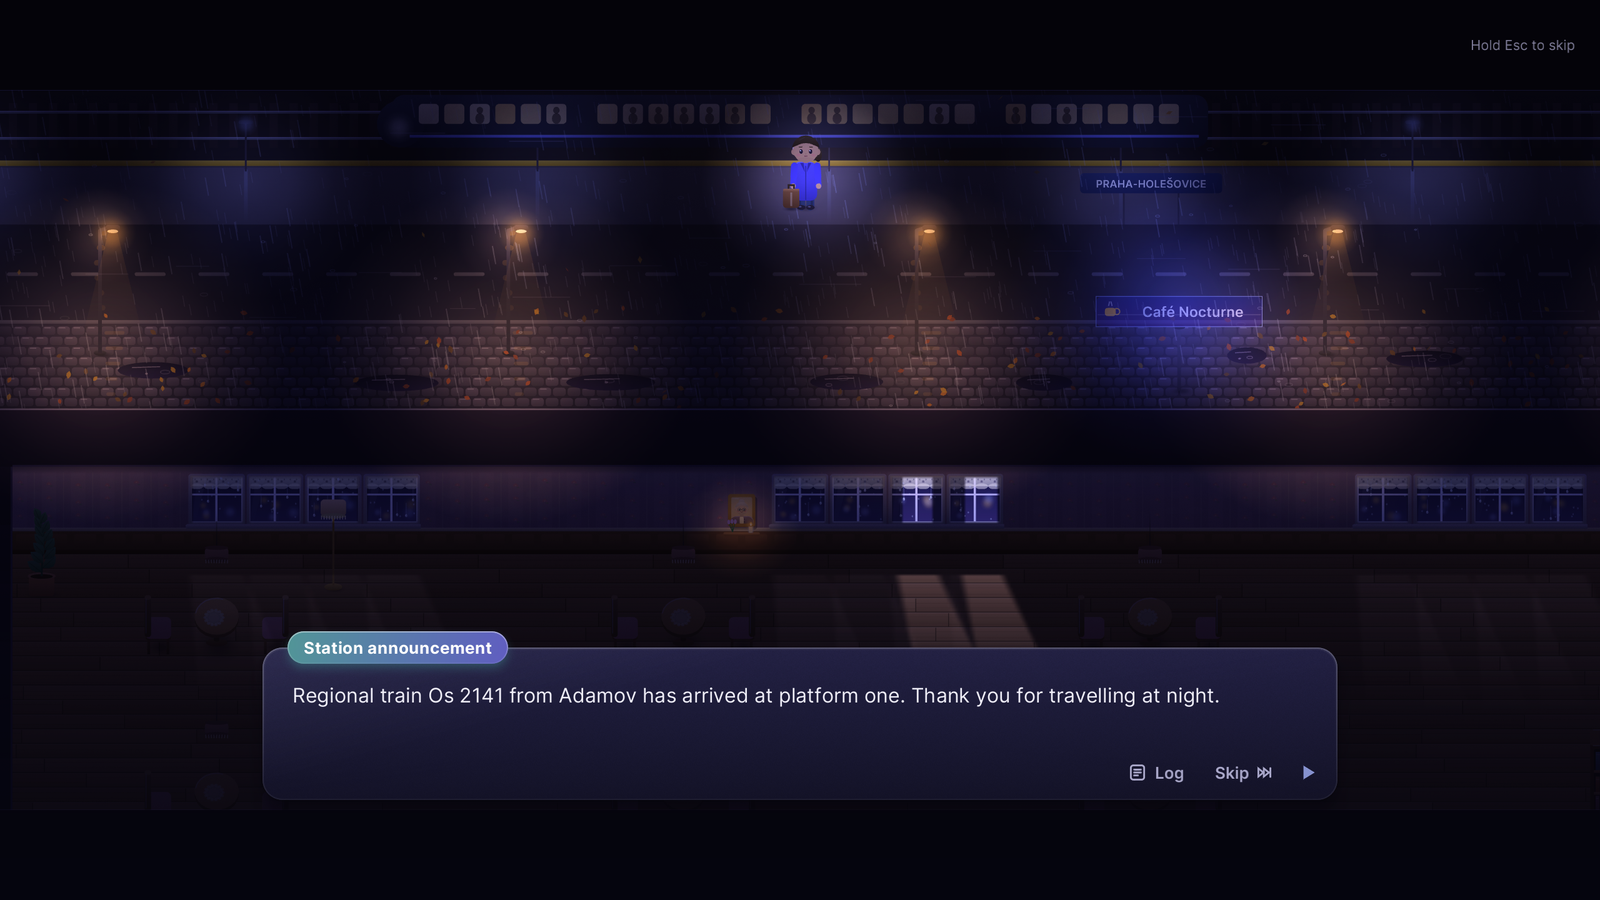 Hold Esc to skip
PRAHA-HOLEŠOVICE
Café Nocturne
Station announcement
Regional train Os 2141 from Adamov has arrived at platform one. Thank you for travelling at night.
Log
Skip